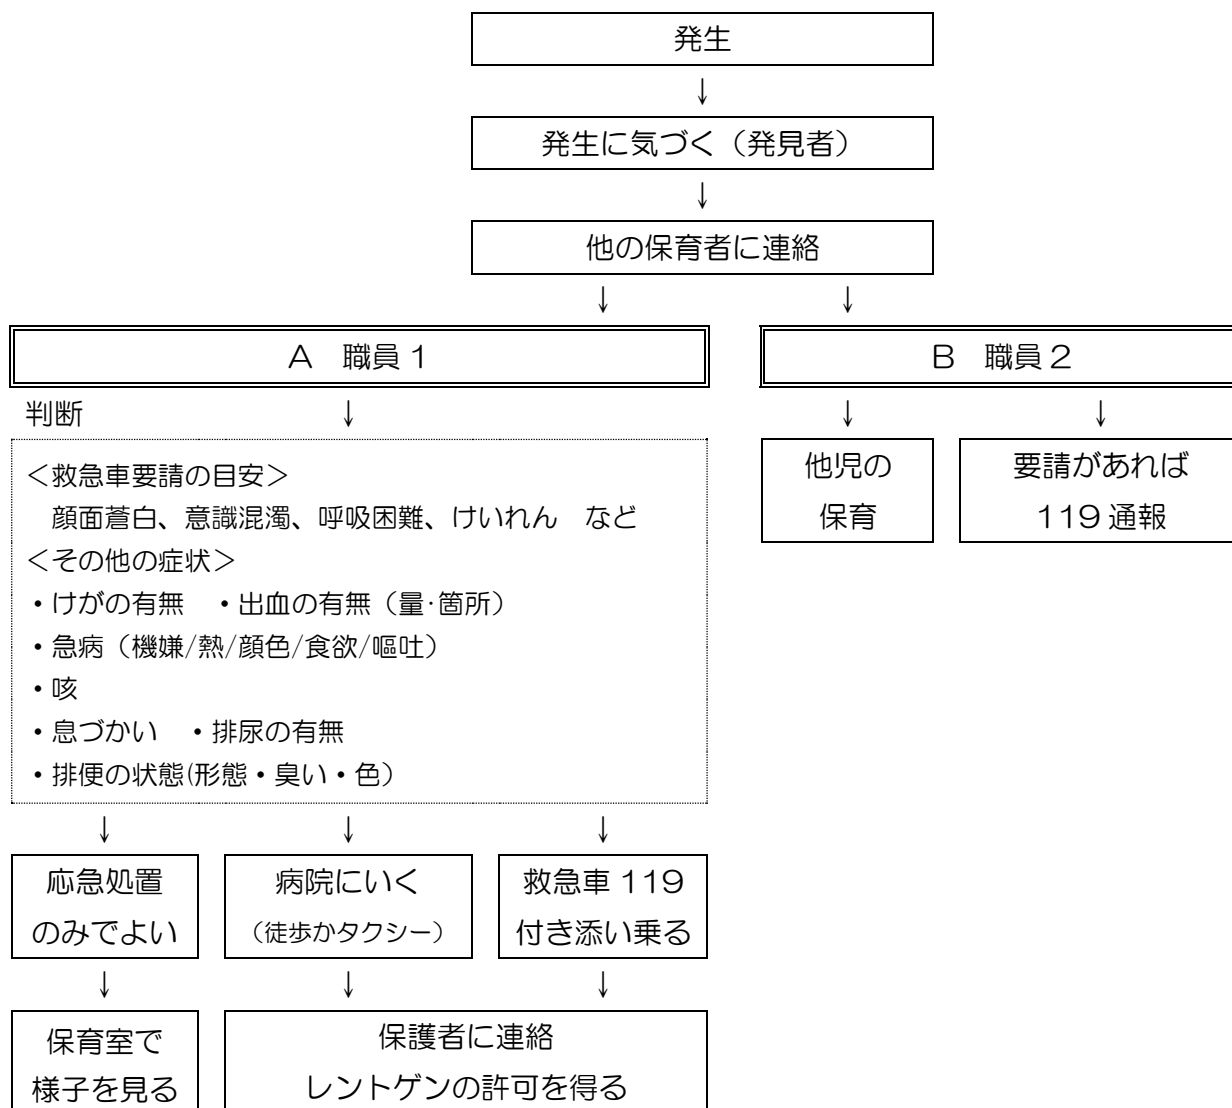 発生
↓
発生に気づく（発見者）
↓
他の保育者に連絡
↓ ↓
A　職員1
B　職員2
判断 ↓
↓ ↓
＜救急車要請の目安＞
顔面蒼白、意識混濁、呼吸困難、けいれん　など
＜その他の症状＞
・けがの有無　・出血の有無（量･箇所）
・急病（機嫌/熱/顔色/食欲/嘔吐）
・咳
・息づかい　・排尿の有無
・排便の状態(形態・臭い・色）
他児の
保育
要請があれば
119通報
↓ ↓ ↓
応急処置
のみでよい
病院にいく
（徒歩かタクシー）
救急車119
付き添い乗る
↓ ↓ ↓
保育室で
様子を見る
保護者に連絡
レントゲンの許可を得る